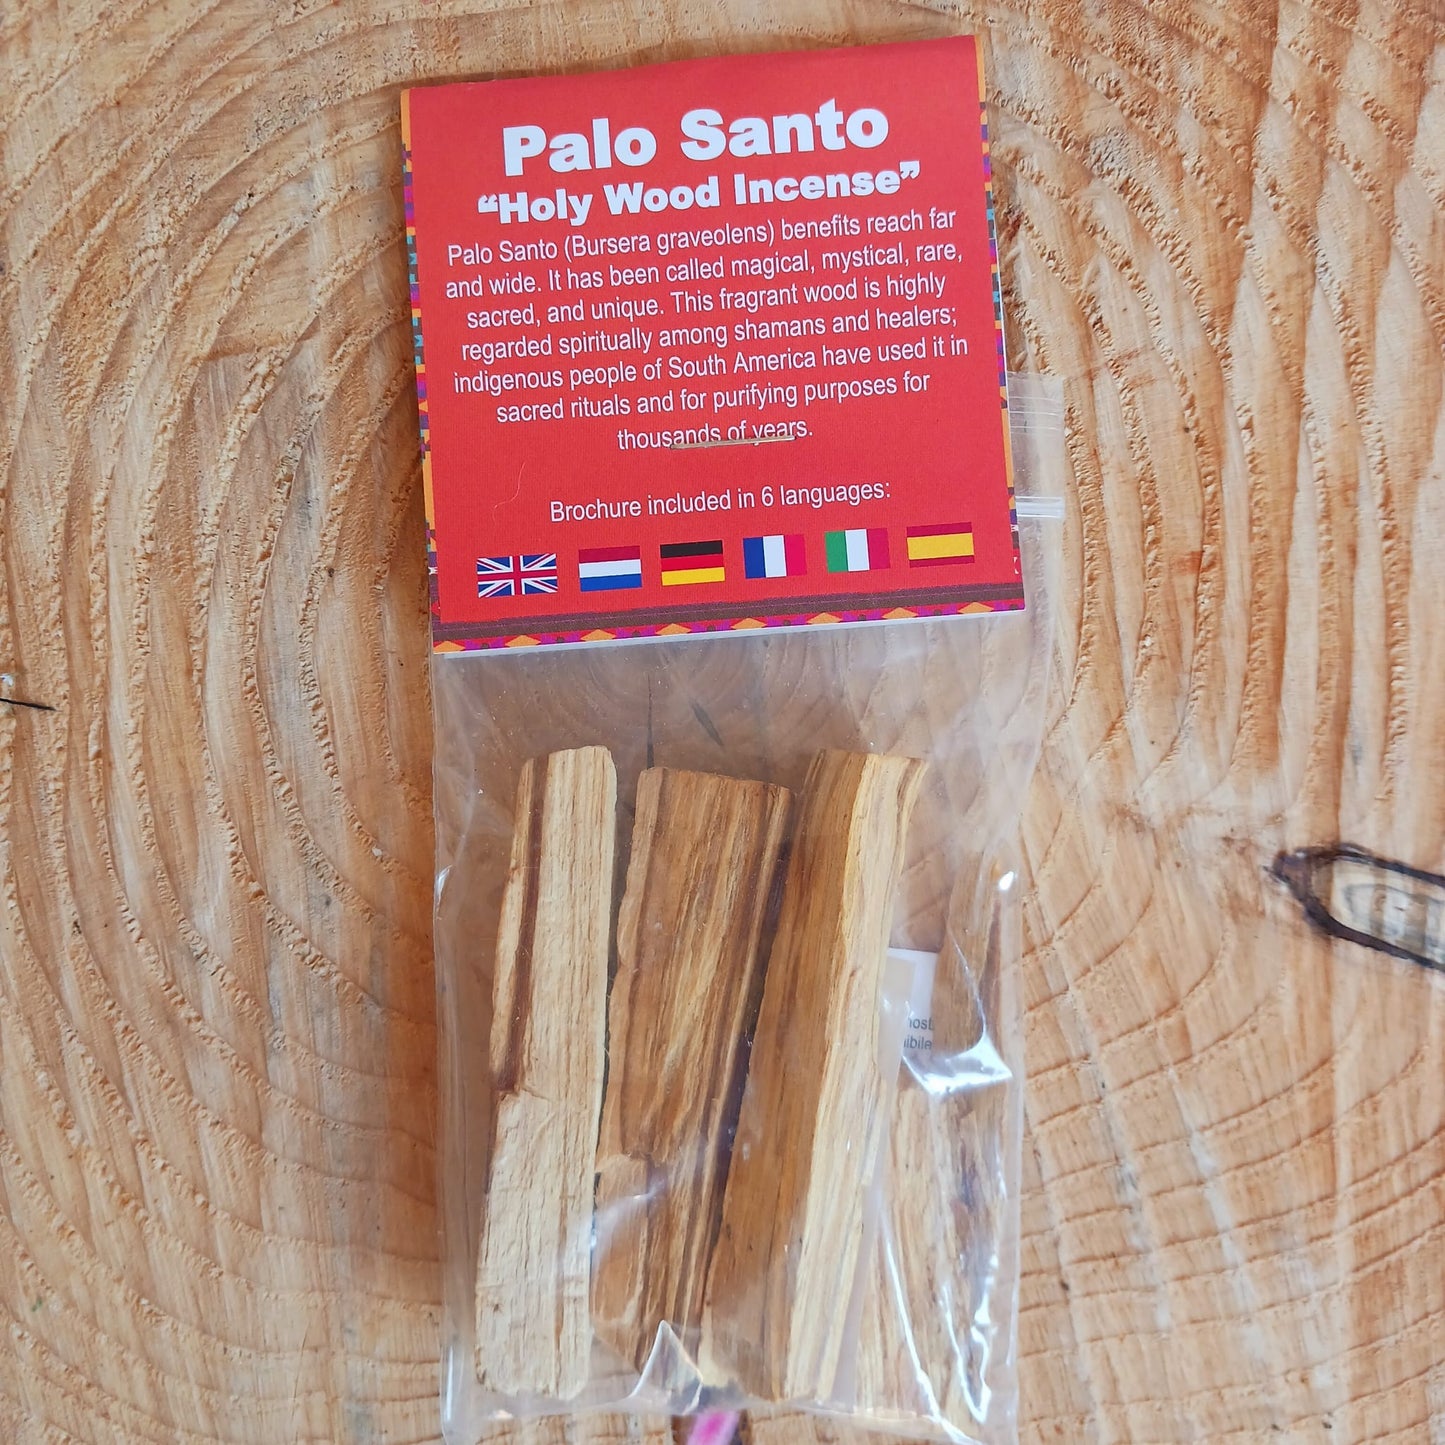 Palo Santo
“Holy Wood Incense”
Palo Santo (Bursera graveolens) benefits reach far
and wide. It has been called magical, mystical, rare,
sacred, and unique. This fragrant wood is highly
regarded spiritually among shamans and healers;
indigenous people of South America have used it in
sacred rituals and for purifying purposes for
thousands of years.
Brochure included in 6 languages: